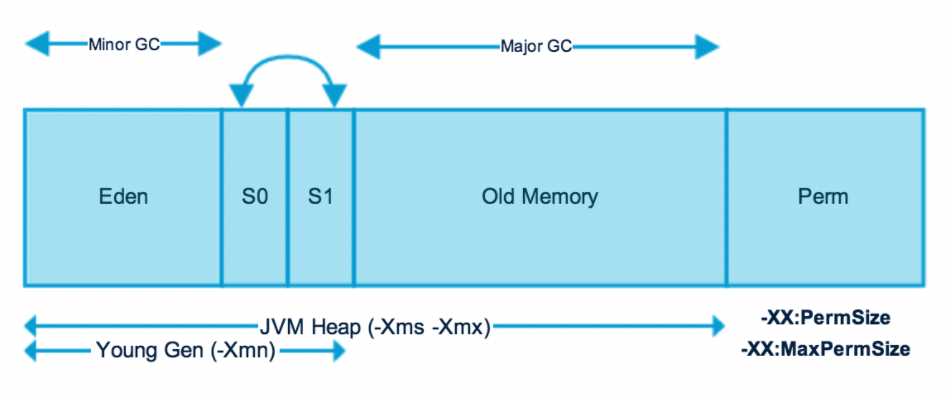 Minor GC
Major GC
Eden
S0
S1
Old Memory
Perm
JVM Heap (-Xms -Xmx)
-XX:PermSize
Young Gen (-Xmn)
-XX:MaxPermSize